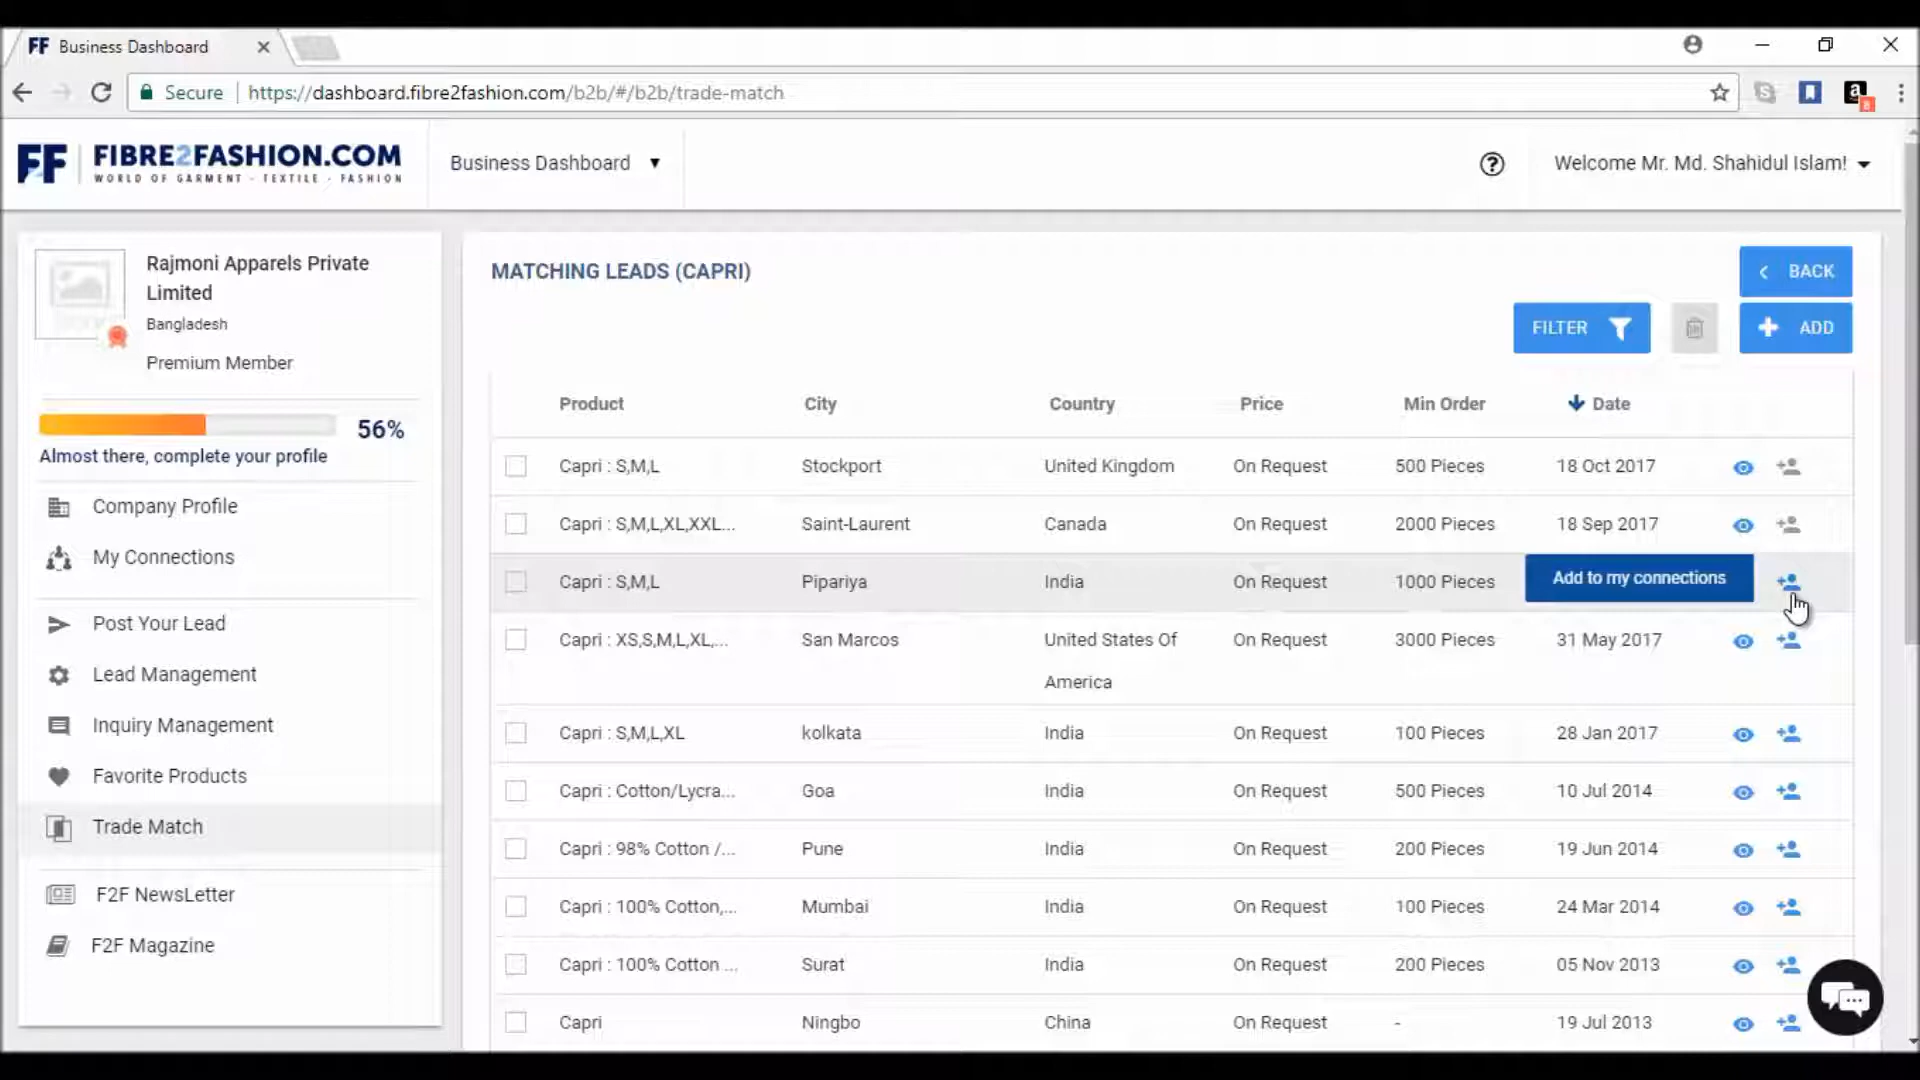 FF Business Dashboard
Secure https://dashboard.fibre2fashion.com/b2b/#/b2b/trade-match
a
8
FF FIBRE2FASHION.COM
WORLD OF GARMENT - TEXTILE - FASHION
Business Dashboard
Welcome Mr. Md. Shahidul Islam!
Rajmoni Apparels Private
Limited
Bangladesh
Premium Member
56%
Almost there, complete your profile
Company Profile
My Connections
Post Your Lead
Lead Management
Inquiry Management
Favorite Products
Trade Match
F2F NewsLetter
F2F Magazine
MATCHING LEADS (CAPRI)
BACK
FILTER
ADD
Product City Country Price Min Order Date
Capri : S,M,L Stockport United Kingdom On Request 500 Pieces 18 Oct 2017
Capri : S,M,L,XL,XXL... Saint-Laurent Canada On Request 2000 Pieces 18 Sep 2017
Capri : S,M,L Pipariya India On Request 1000 Pieces Add to my connections
Capri : XS,S,M,L,XL,... San Marcos United States Of On Request 3000 Pieces 31 May 2017
America
Capri : S,M,L,XL kolkata India On Request 100 Pieces 28 Jan 2017
Capri : Cotton/Lycra... Goa India On Request 500 Pieces 10 Jul 2014
Capri : 98% Cotton /... Pune India On Request 200 Pieces 19 Jun 2014
Capri : 100% Cotton,... Mumbai India On Request 100 Pieces 24 Mar 2014
Capri : 100% Cotton ... Surat India On Request 200 Pieces 05 Nov 2013
Capri Ningbo China On Request - 19 Jul 2013